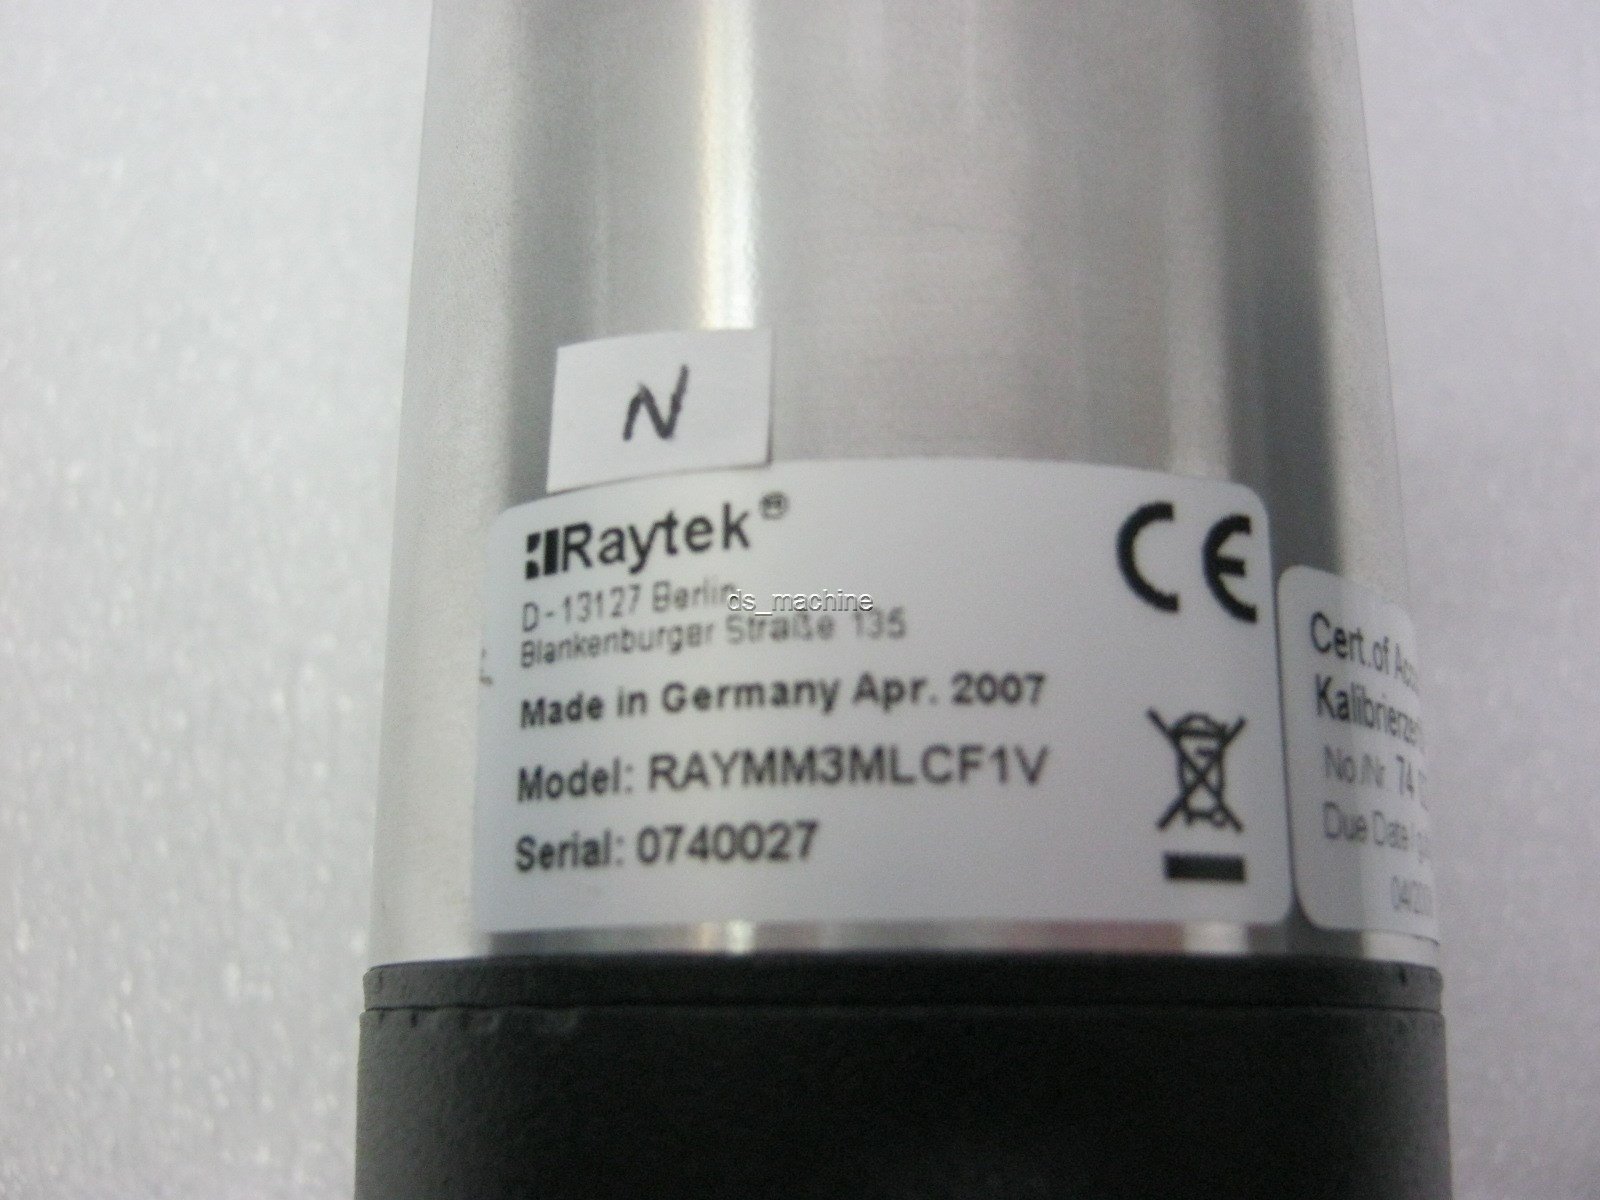 N
Raytek®
CE
D-13127 Berlin
ds_machine
Blankenburger Straße 135
Made in Germany Apr. 2007
Model: RAYMM3MLCF1V
Serial: 0740027
Cert.of
No./Nr. 74
Due Date